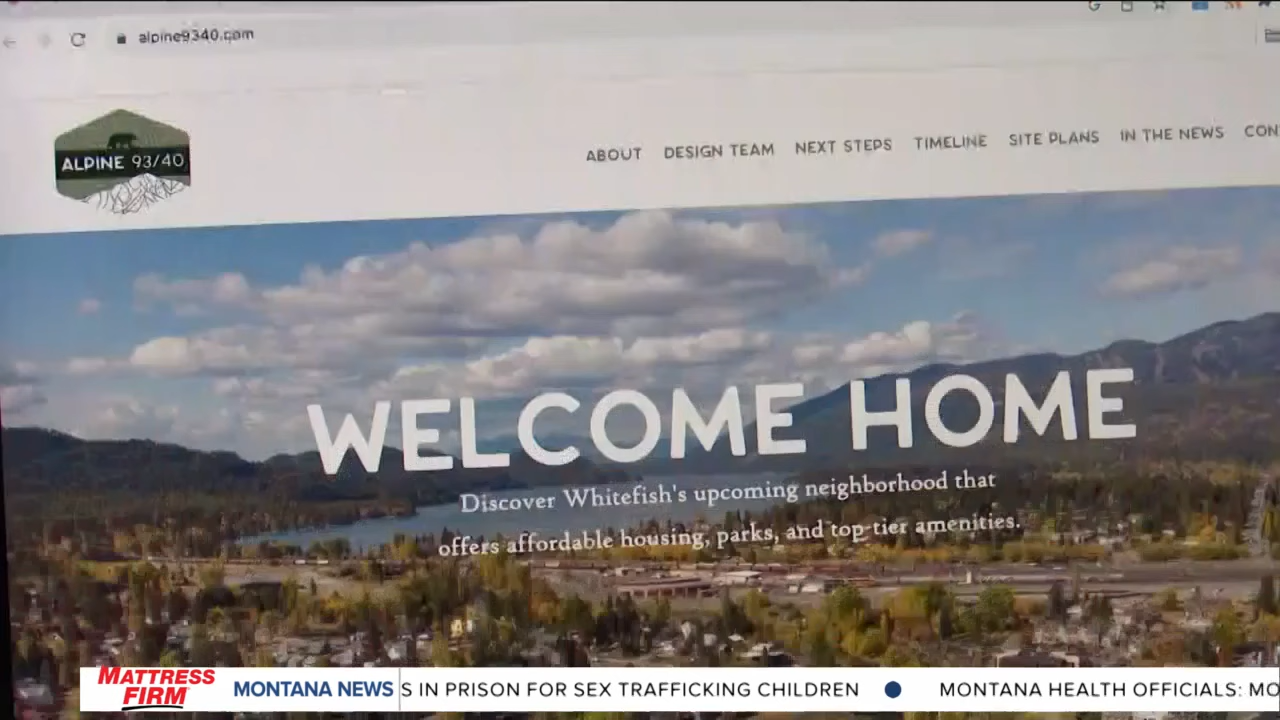 alpine9340.com
ALPINE 93/40
ABOUT DESIGN TEAM NEXT STEPS TIMELINE SITE PLANS IN THE NEWS CON
WELCOME HOME
Discover Whitefish's upcoming neighborhood that
offers affordable housing, parks, and top-tier amenities.
MATTRESS
FIRM
MONTANA NEWS S IN PRISON FOR SEX TRAFFICKING CHILDREN MONTANA HEALTH OFFICIALS: MO